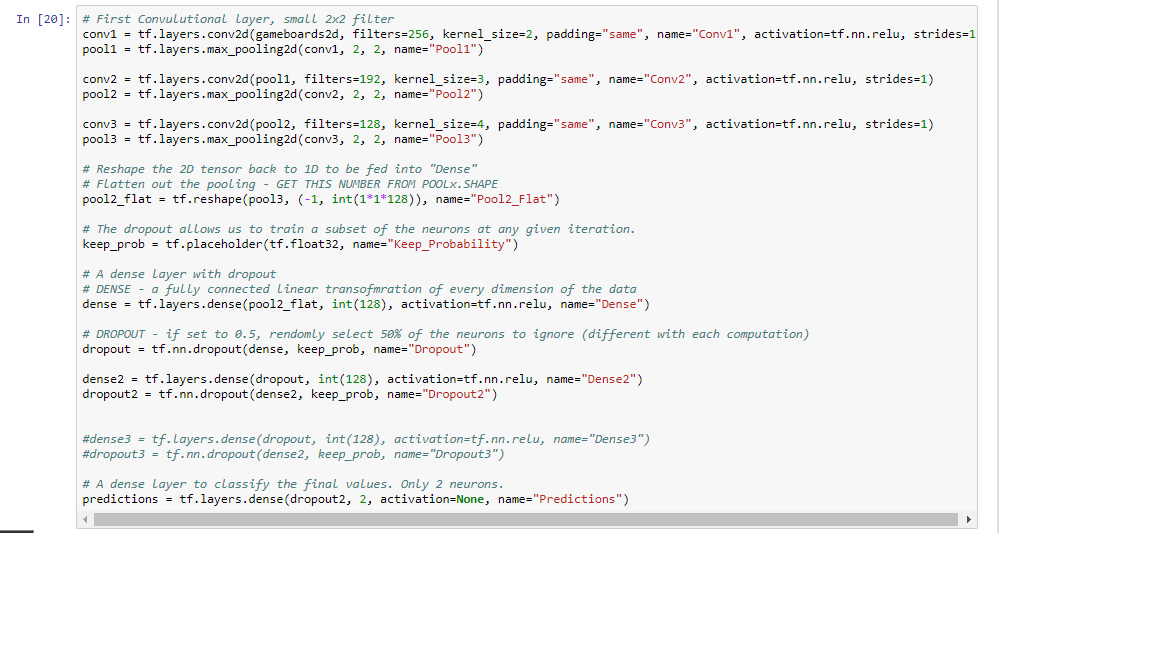 In [20]:
# First Convulutional layer, small 2x2 filter
conv1 = tf.layers.conv2d(gameboards2d, filters=256, kernel_size=2, padding="same", name="Conv1", activation=tf.nn.relu, strides=1
pool1 = tf.layers.max_pooling2d(conv1, 2, 2, name="Pool1")
conv2 = tf.layers.conv2d(pool1, filters=192, kernel_size=3, padding="same", name="Conv2", activation=tf.nn.relu, strides=1)
pool2 = tf.layers.max_pooling2d(conv2, 2, 2, name="Pool2")
conv3 = tf.layers.conv2d(pool2, filters=128, kernel_size=4, padding="same", name="Conv3", activation=tf.nn.relu, strides=1)
pool3 = tf.layers.max_pooling2d(conv3, 2, 2, name="Pool3")
# Reshape the 2D tensor back to 1D to be fed into "Dense"
# Flatten out the pooling - GET THIS NUMBER FROM POOLx.SHAPE
pool2_flat = tf.reshape(pool3, (-1, int(1*1*128)), name="Pool2_Flat")
# The dropout allows us to train a subset of the neurons at any given iteration.
keep_prob = tf.placeholder(tf.float32, name="Keep_Probability")
# A dense layer with dropout
# DENSE - a fully connected linear transofmration of every dimension of the data
dense = tf.layers.dense(pool2_flat, int(128), activation=tf.nn.relu, name="Dense")
# DROPOUT - if set to 0.5, rendomly select 50% of the neurons to ignore (different with each computation)
dropout = tf.nn.dropout(dense, keep_prob, name="Dropout")
dense2 = tf.layers.dense(dropout, int(128), activation=tf.nn.relu, name="Dense2")
dropout2 = tf.nn.dropout(dense2, keep_prob, name="Dropout2")
#dense3 = tf.layers.dense(dropout, int(128), activation=tf.nn.relu, name="Dense3")
#dropout3 = tf.nn.dropout(dense2, keep_prob, name="Dropout3")
# A dense layer to classify the final values. Only 2 neurons.
predictions = tf.layers.dense(dropout2, 2, activation=None, name="Predictions")